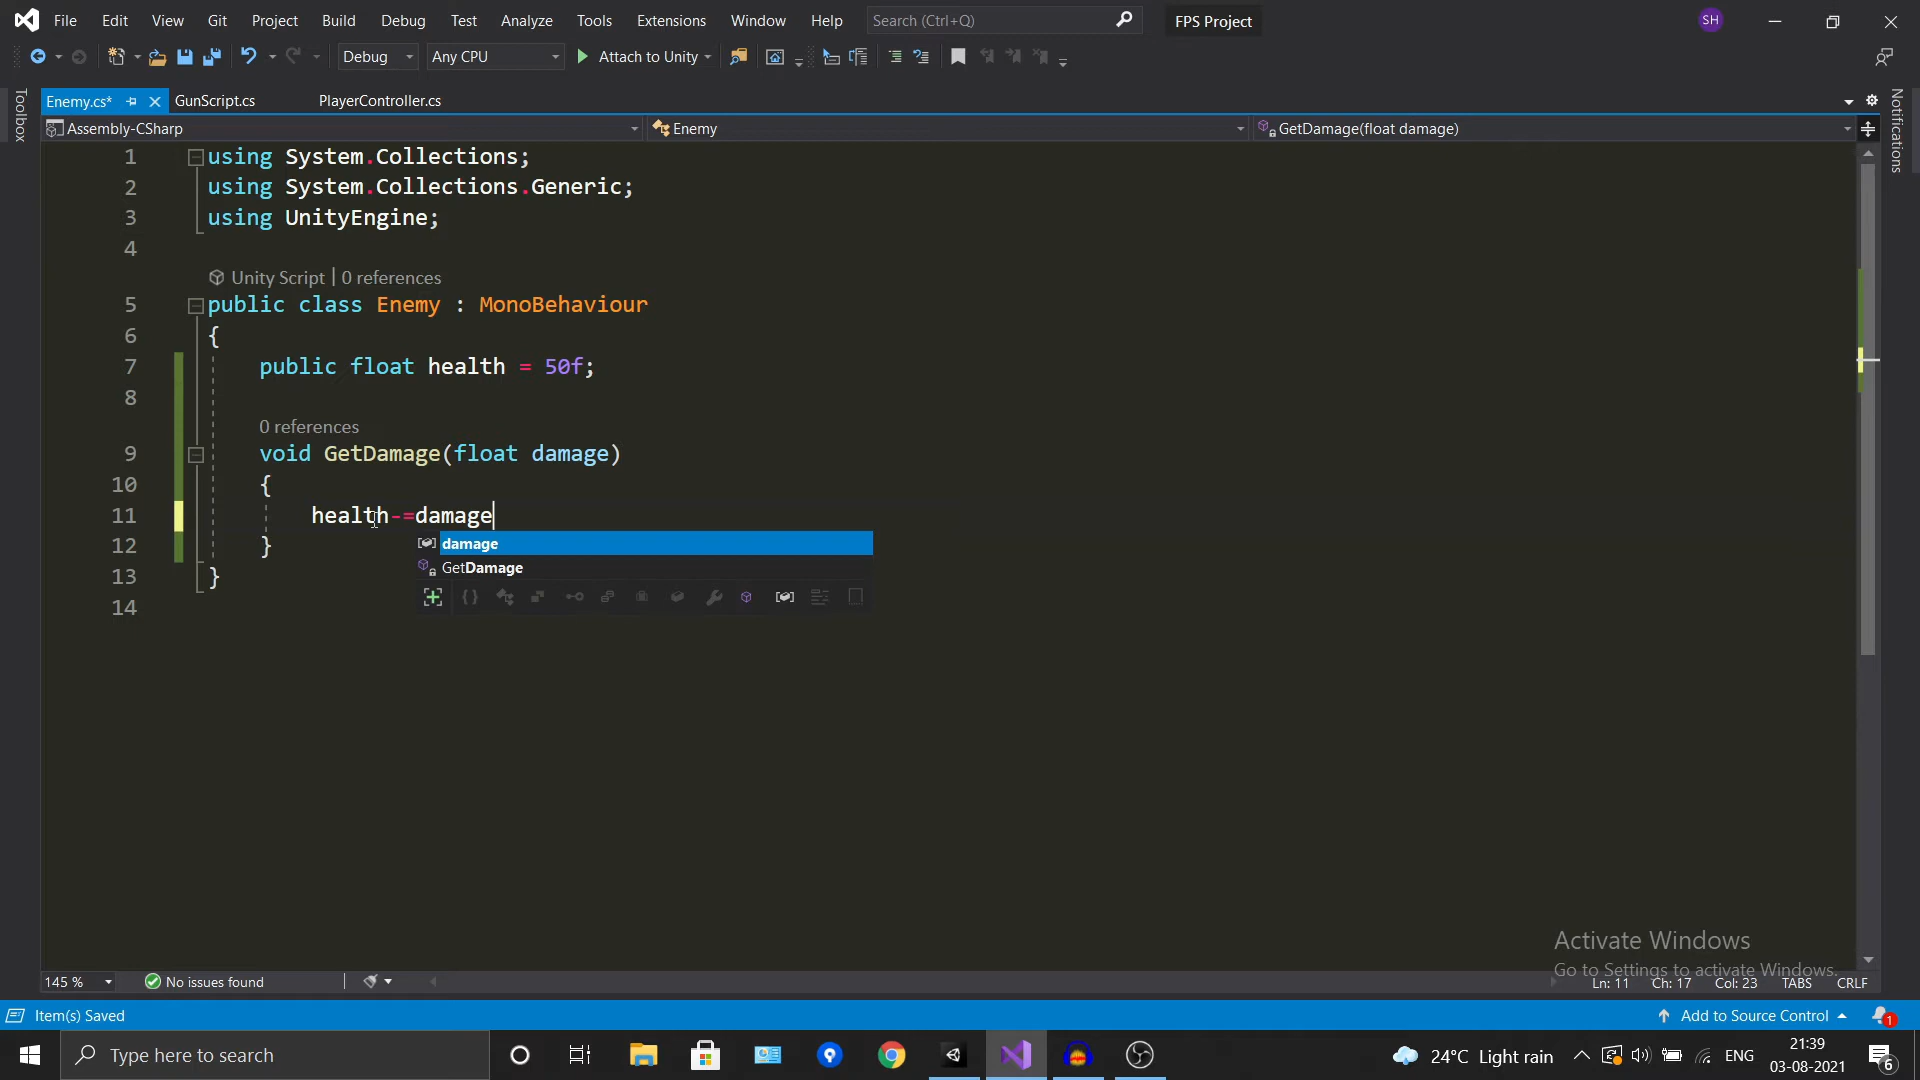 File Edit View Git Project Build Debug Test Analyze Tools Extensions Window Help Search (Ctrl+Q) FPS Project SH
Debug Any CPU Attach to Unity
Toolbox
Enemy.cs* GunScript.cs PlayerController.cs
Notifications
Assembly-CSharp Enemy GetDamage(float damage)
1 using System.Collections;
2 using System.Collections.Generic;
3 using UnityEngine;
4
Unity Script | 0 references
5 public class Enemy : MonoBehaviour
6 {
7 public float health = 50f;
8
0 references
9 void GetDamage(float damage)
10 {
11 health-=damage
12 }
damage
GetDamage
13 }
14
Activate Windows
Go to Settings to activate Windows.
145 % No issues found Ln: 11 Ch: 17 Col: 23 TABS CRLF
Item(s) Saved Add to Source Control 1
Type here to search 24°C Light rain ENG 21:39 03-08-2021 6